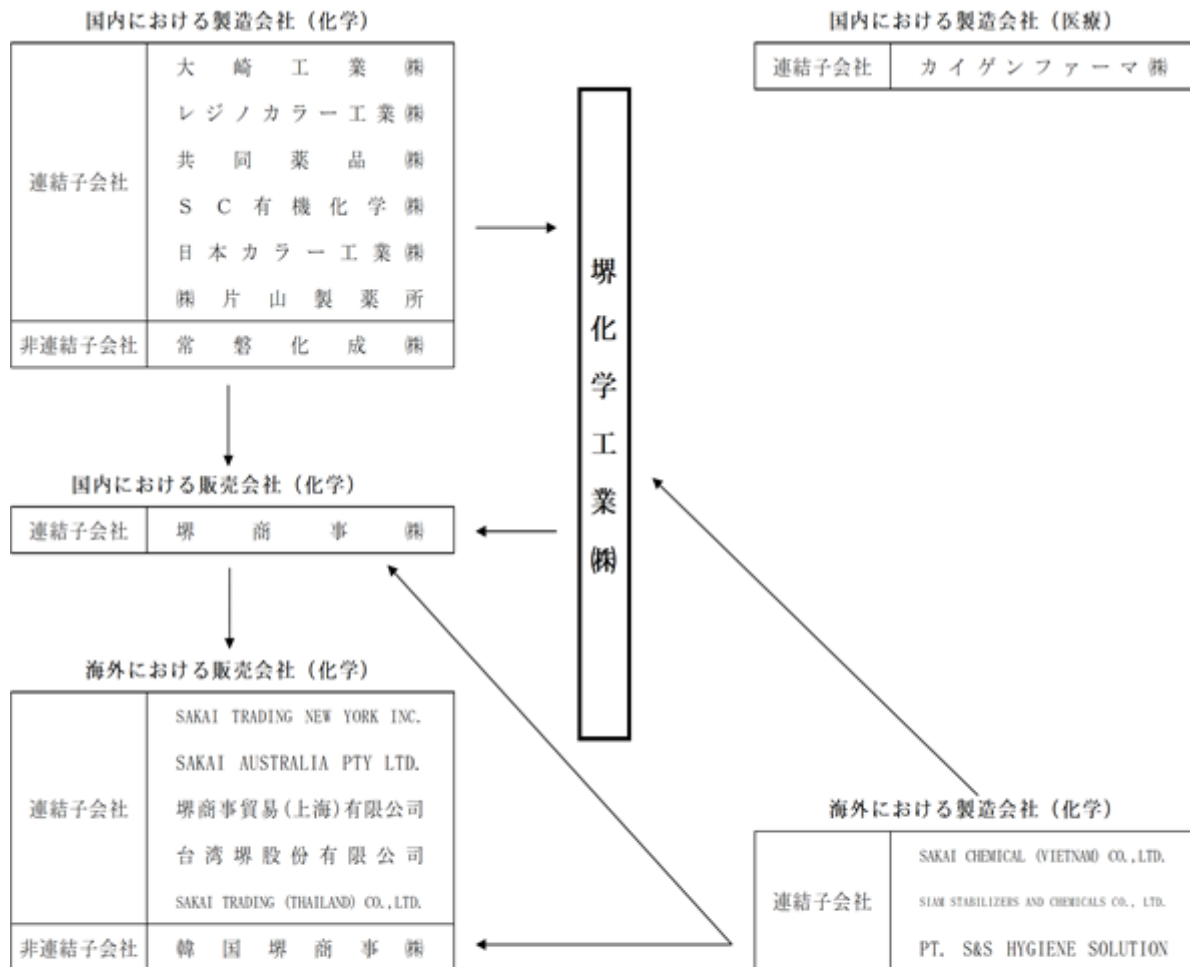 国内における製造会社（化学）
連結子会社
大崎工業㈱
レジノカラー工業㈱
共同薬品㈱
ＳＣ有機化学㈱
日本カラー工業㈱
㈱片山製薬所
非連結子会社
常磐化成㈱
国内における販売会社（化学）
連結子会社
堺商事㈱
海外における販売会社（化学）
連結子会社
SAKAI TRADING NEW YORK INC.
SAKAI AUSTRALIA PTY LTD.
堺商事貿易(上海)有限公司
台湾堺股份有限公司
SAKAI TRADING (THAILAND) CO.,LTD.
非連結子会社
韓国堺商事㈱
堺化学工業㈱
国内における製造会社（医療）
連結子会社
カイゲンファーマ㈱
海外における製造会社（化学）
連結子会社
SAKAI CHEMICAL (VIETNAM) CO.,LTD.
SIAM STABILIZERS AND CHEMICALS CO., LTD.
PT. S&S HYGIENE SOLUTION